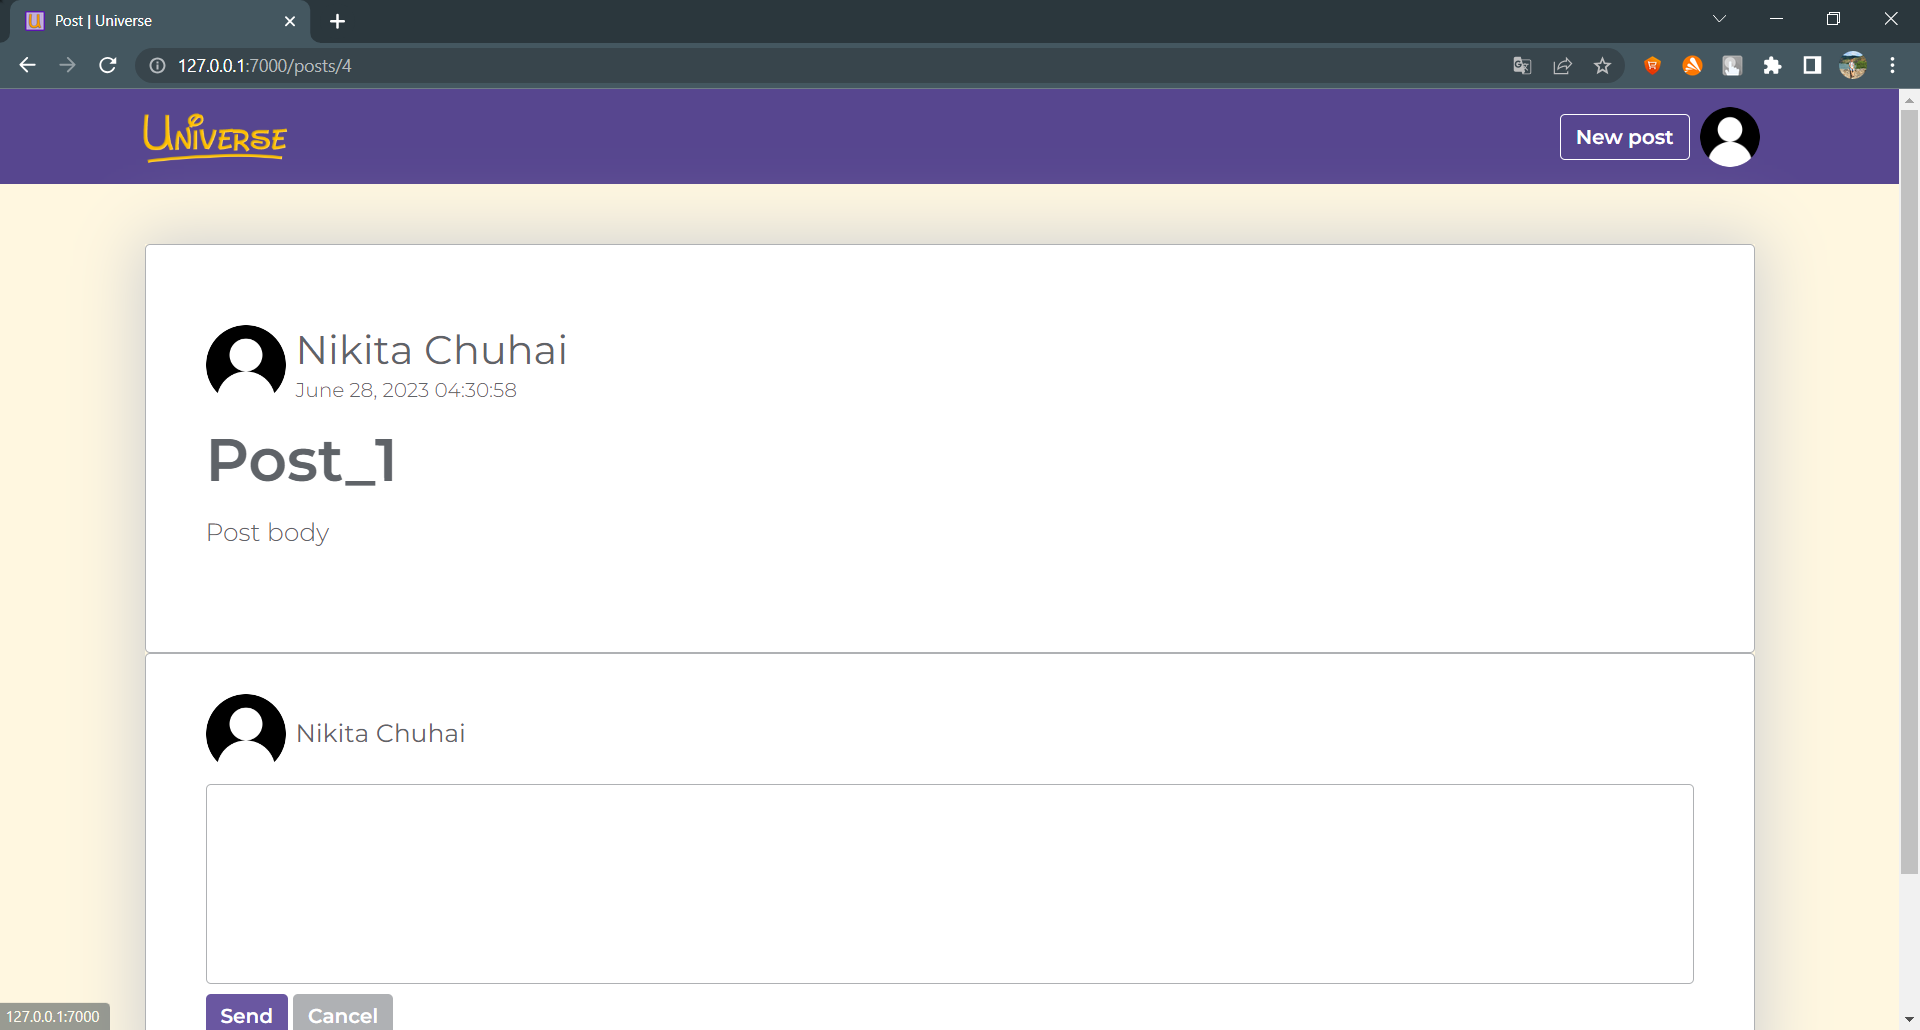 Post | Universe
127.0.0.1:7000/posts/4
UNIVERSE
New post
Nikita Chuhai
June 28, 2023 04:30:58
Post_1
Post body
Nikita Chuhai
Send Cancel
127.0.0.1:7000